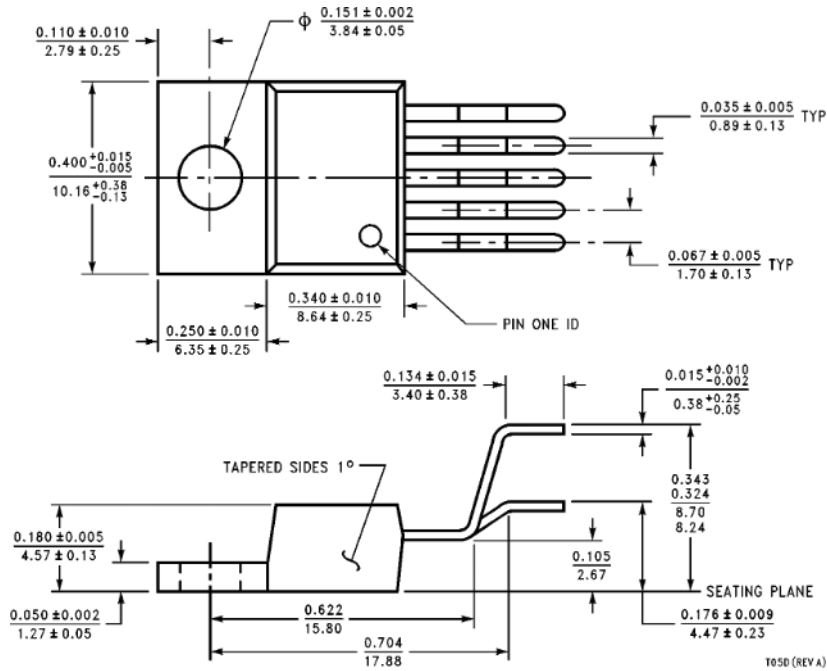 ϕ 0.151 ± 0.002
3.84 ± 0.05
0.110 ± 0.010
2.79 ± 0.25
0.035 ± 0.005 TYP
0.89 ± 0.13
0.400 +0.015 -0.005
10.16 +0.38 -0.13
0.067 ± 0.005 TYP
1.70 ± 0.13
0.340 ± 0.010
8.64 ± 0.25
PIN ONE ID
0.250 ± 0.010
6.35 ± 0.25
0.134 ± 0.015
3.40 ± 0.38
0.015 +0.010 -0.002
0.38 +0.25 -0.05
TAPERED SIDES 1°
0.343
0.324
8.70
8.24
0.180 ± 0.005
4.57 ± 0.13
0.105
2.67
SEATING PLANE
0.050 ± 0.002
1.27 ± 0.05
0.622
15.80
0.176 ± 0.009
4.47 ± 0.23
0.704
17.88
T05D (REV A)